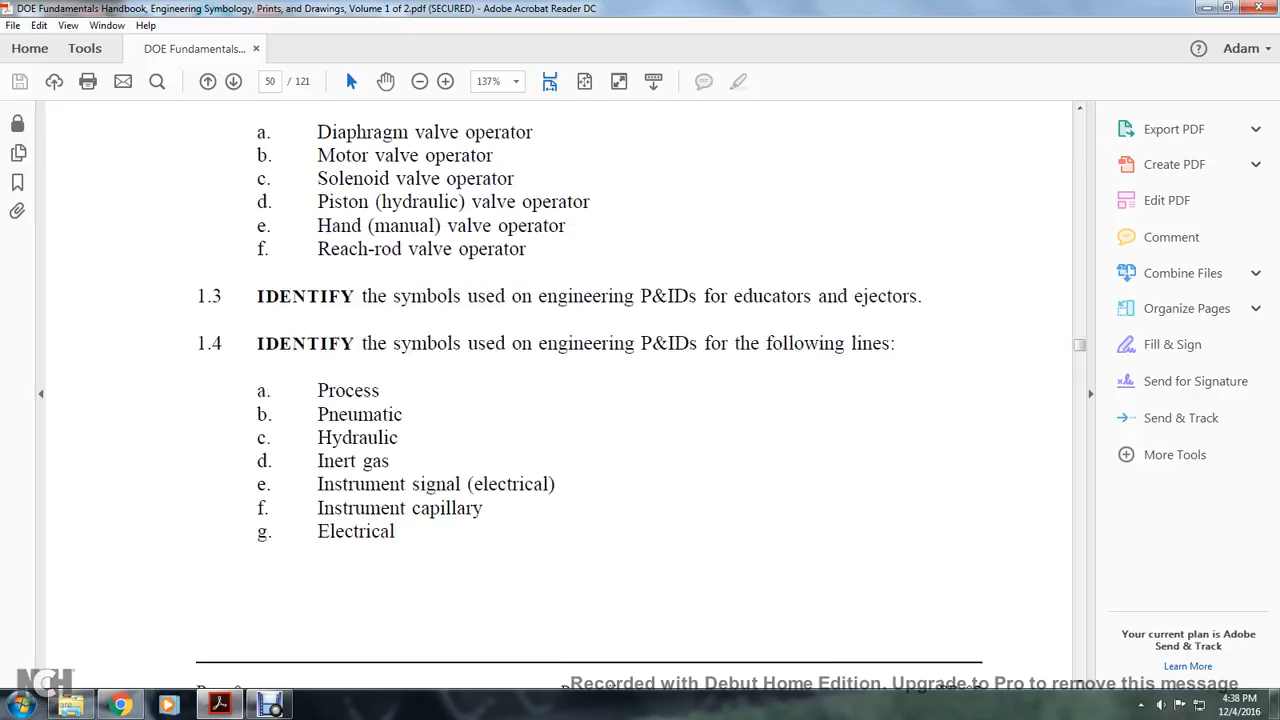 DOE Fundamentals Handbook, Engineering Symbology, Prints, and Drawings, Volume 1 of 2.pdf (SECURED) - Adobe Acrobat Reader DC
File Edit View Window Help
Home Tools DOE Fundamentals... × ? Adam
50 / 121 137%
a. Diaphragm valve operator
b. Motor valve operator
c. Solenoid valve operator
d. Piston (hydraulic) valve operator
e. Hand (manual) valve operator
f. Reach-rod valve operator
1.3 IDENTIFY the symbols used on engineering P&IDs for educators and ejectors.
1.4 IDENTIFY the symbols used on engineering P&IDs for the following lines:
a. Process
b. Pneumatic
c. Hydraulic
d. Inert gas
e. Instrument signal (electrical)
f. Instrument capillary
g. Electrical
Export PDF
Create PDF
Edit PDF
Comment
Combine Files
Organize Pages
Fill & Sign
Send for Signature
Send & Track
More Tools
Your current plan is Adobe
Send & Track
Learn More
NCH
Recorded with Debut Home Edition. Upgrade to Pro to remove this message
4:38 PM
12/4/2016